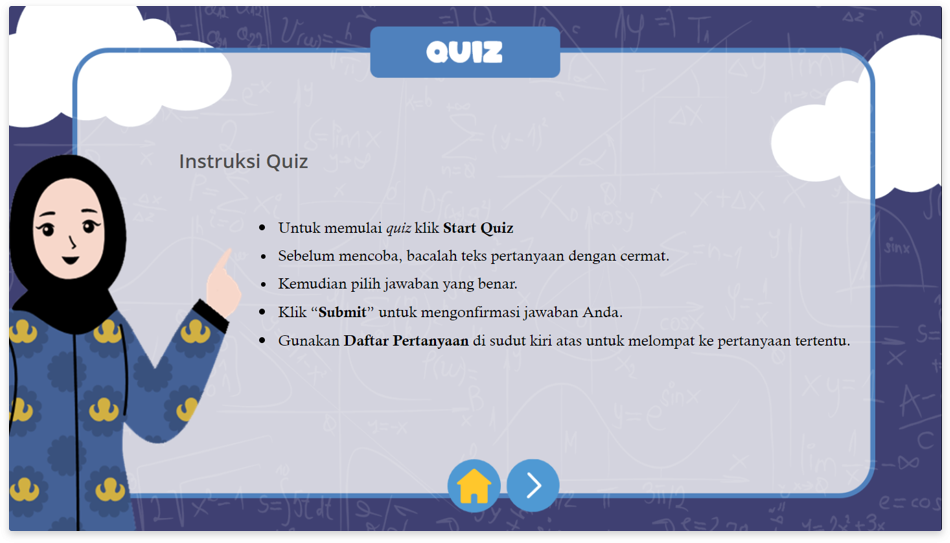 QUIZ
Instruksi Quiz
• Untuk memulai quiz klik Start Quiz
• Sebelum mencoba, bacalah teks pertanyaan dengan cermat.
• Kemudian pilih jawaban yang benar.
• Klik “Submit” untuk mengonfirmasi jawaban Anda.
• Gunakan Daftar Pertanyaan di sudut kiri atas untuk melompat ke pertanyaan tertentu.